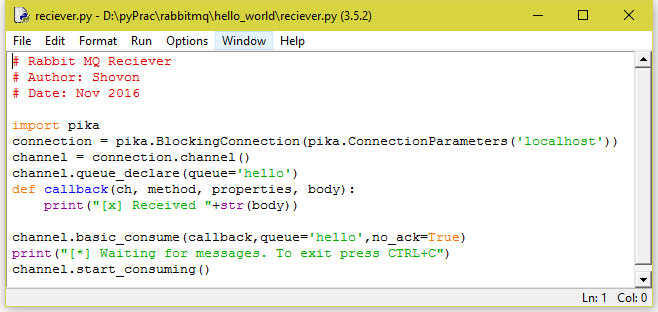 reciever.py - D:\pyPrac\rabbitmq\hello_world\reciever.py (3.5.2)
File Edit Format Run Options Window Help
# Rabbit MQ Reciever
# Author: Shovon
# Date: Nov 2016

import pika
connection = pika.BlockingConnection(pika.ConnectionParameters('localhost'))
channel = connection.channel()
channel.queue_declare(queue='hello')
def callback(ch, method, properties, body):
    print("[x] Received "+str(body))

channel.basic_consume(callback,queue='hello',no_ack=True)
print("[*] Waiting for messages. To exit press CTRL+C")
channel.start_consuming()
Ln: 1 Col: 0